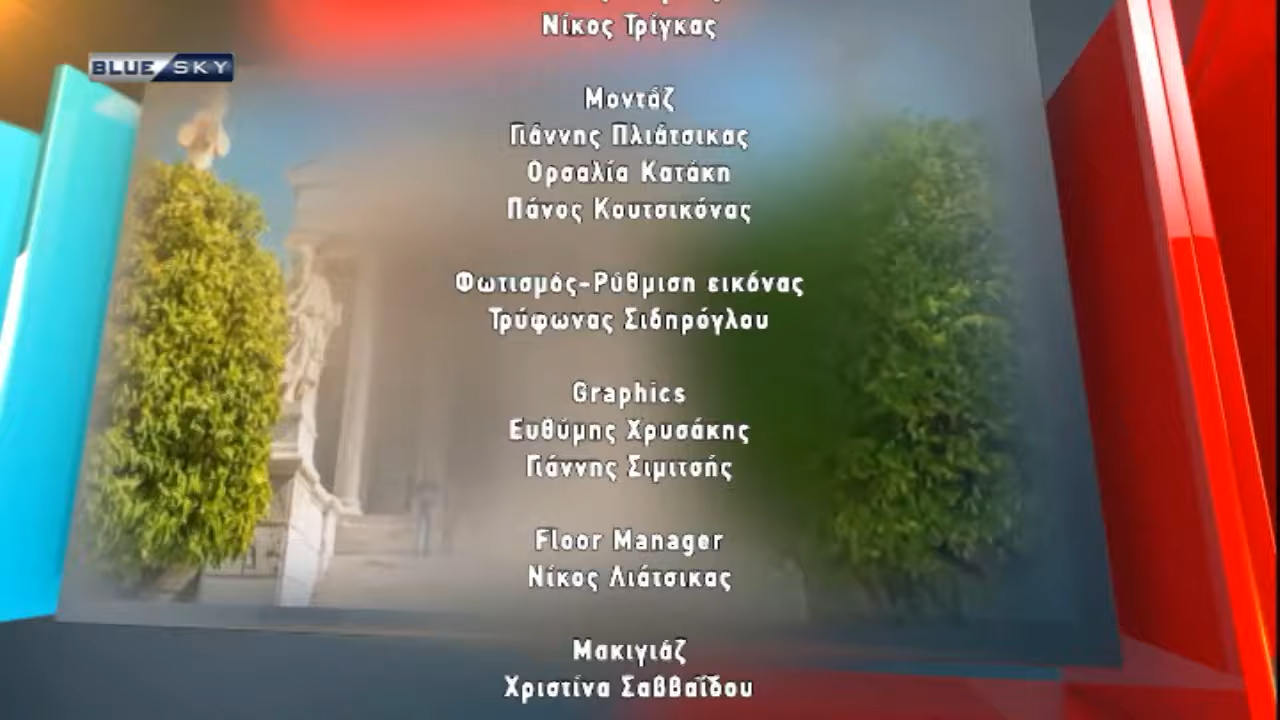 Νίκος Τρίγκας
BLUE SKY
Μοντάζ
Γιάννης Πλιάτσικας
Ορσαλία Κατάκη
Πάνος Κουτσικόνας
Φωτισμός-Ρύθμιση εικόνας
Τρύφωνας Σιδηρόγλου
Graphics
Ευθύμης Χρυσάκης
Γιάννης Σιμιτσής
Floor Manager
Νίκος Λιάτσικας
Μακιγιάζ
Χριστίνα Σαββαΐδου